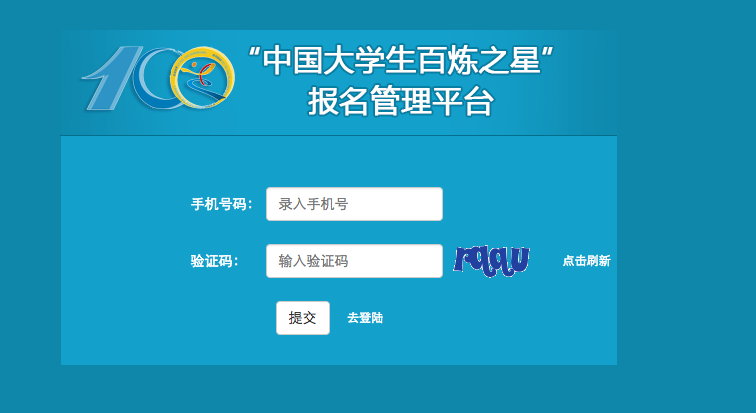 “中国大学生百炼之星”
报名管理平台
手机号码： 录入手机号
验证码： 输入验证码 点击刷新
提交 去登陆